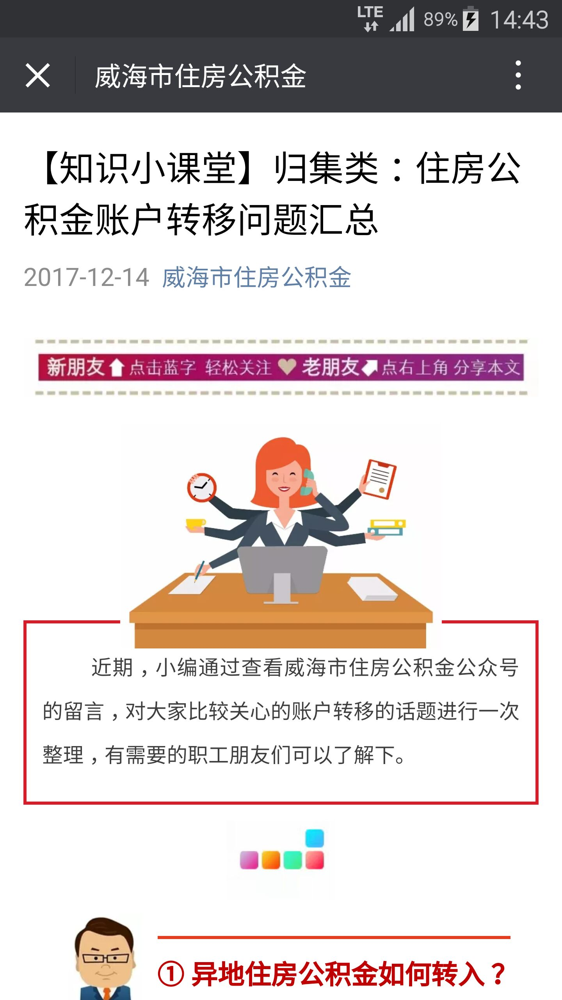 LTE 89% 14:43
威海市住房公积金
【知识小课堂】归集类：住房公
积金账户转移问题汇总
2017-12-14 威海市住房公积金
新朋友 点击蓝字 轻松关注 老朋友 点右上角 分享本文
近期，小编通过查看威海市住房公积金公众号
的留言，对大家比较关心的账户转移的话题进行一次
整理，有需要的职工朋友们可以了解下。
① 异地住房公积金如何转入？